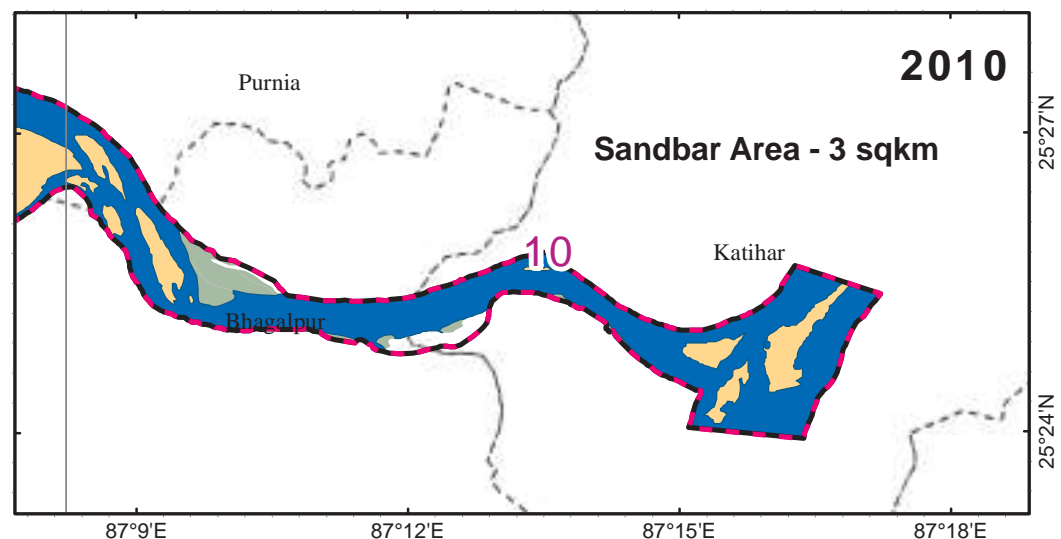 2010
Purnia
Sandbar Area - 3 sqkm
25°27'N
10
Katihar
Bhagalpur
25°24'N
87°9'E
87°12'E
87°15'E
87°18'E